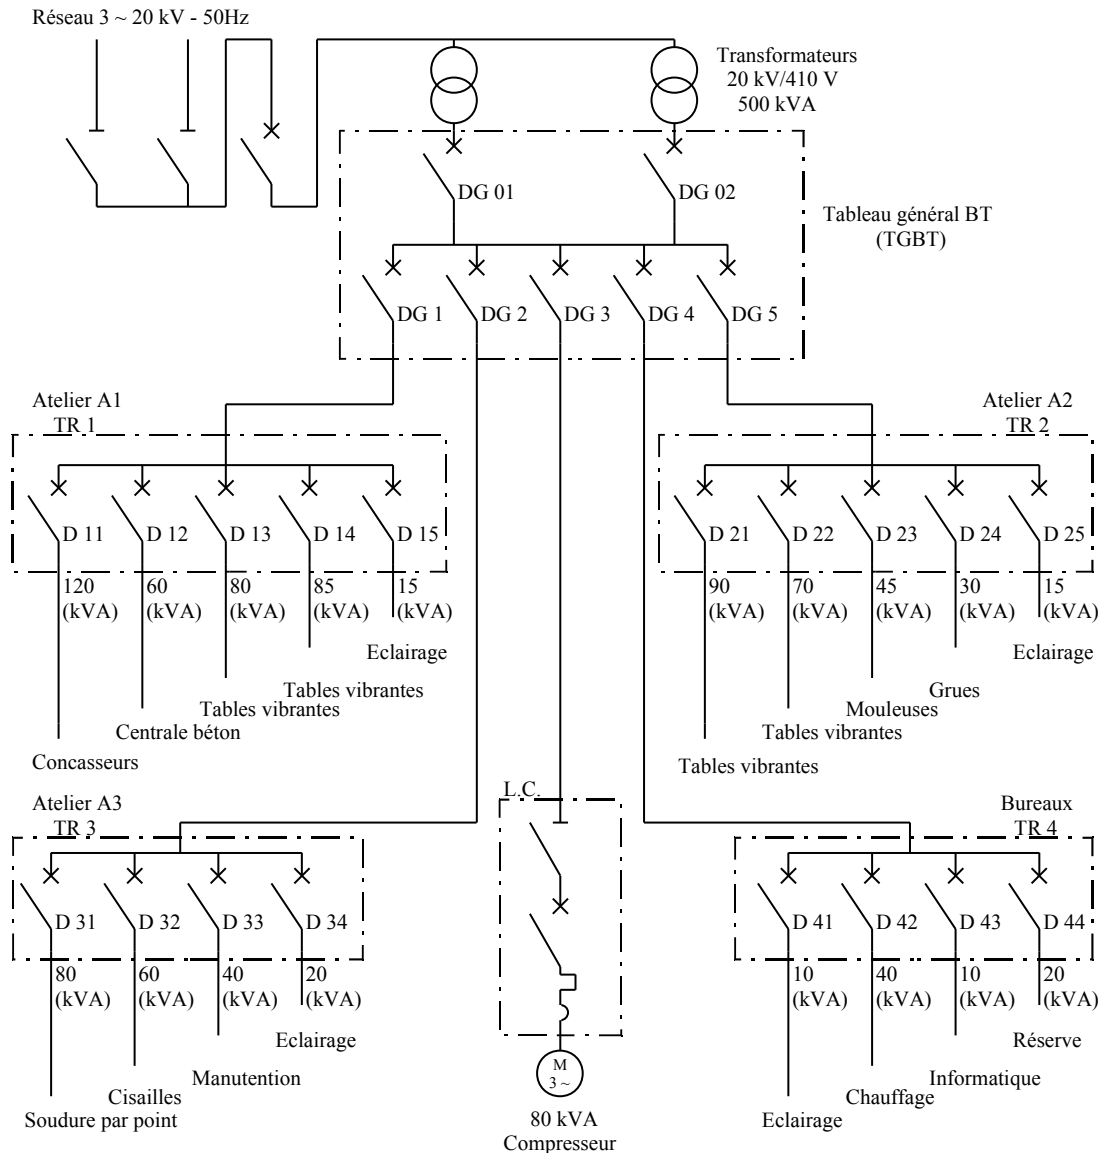 Réseau 3 ~ 20 kV - 50Hz
Transformateurs
20 kV/410 V
500 kVA
DG 01
DG 02
Tableau général BT
(TGBT)
DG 1
DG 2
DG 3
DG 4
DG 5
Atelier A1
TR 1
D 11
D 12
D 13
D 14
D 15
120
(kVA)
60
(kVA)
80
(kVA)
85
(kVA)
15
(kVA)
Eclairage
Tables vibrantes
Tables vibrantes
Centrale béton
Concasseurs
Atelier A2
TR 2
D 21
D 22
D 23
D 24
D 25
90
(kVA)
70
(kVA)
45
(kVA)
30
(kVA)
15
(kVA)
Eclairage
Grues
Mouleuses
Tables vibrantes
Tables vibrantes
Atelier A3
TR 3
D 31
D 32
D 33
D 34
80
(kVA)
60
(kVA)
40
(kVA)
20
(kVA)
Eclairage
Manutention
Cisailles
Soudure par point
L.C.
M
3 ~
80 kVA
Compresseur
Bureaux
TR 4
D 41
D 42
D 43
D 44
10
(kVA)
40
(kVA)
10
(kVA)
20
(kVA)
Réserve
Informatique
Chauffage
Eclairage